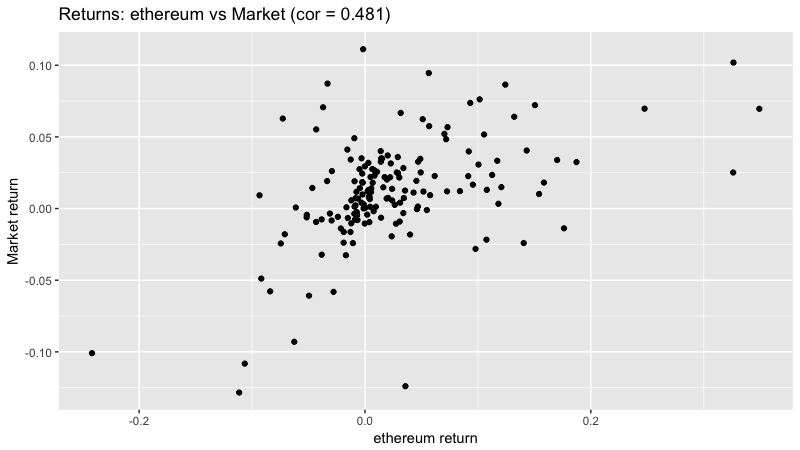 Returns: ethereum vs Market (cor = 0.481)
0.10
0.05
0.00
-0.05
-0.10
Market return
-0.2
0.0
0.2
ethereum return